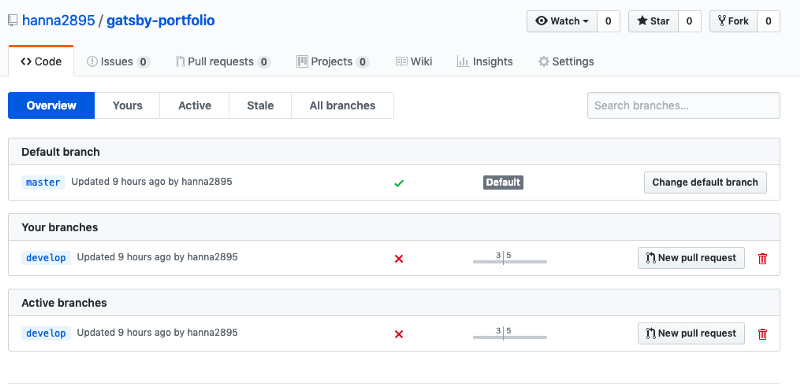 hanna2895 / gatsby-portfolio Watch 0 Star 0 Fork 0
Code Issues 0 Pull requests 0 Projects 0 Wiki Insights Settings
Overview Yours Active Stale All branches Search branches...
Default branch
master Updated 9 hours ago by hanna2895 Default Change default branch
Your branches
develop Updated 9 hours ago by hanna2895 3 5 New pull request
Active branches
develop Updated 9 hours ago by hanna2895 3 5 New pull request